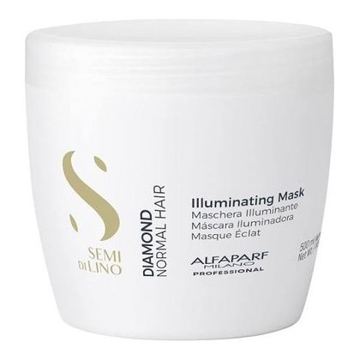 SEMI
DI LINO
DIAMOND
NORMAL HAIR
Illuminating Mask
Maschera Illuminante
Máscara Iluminadora
Masque Éclat
500 ml
Net
ALFAPARF
MILANO
PROFESSIONAL